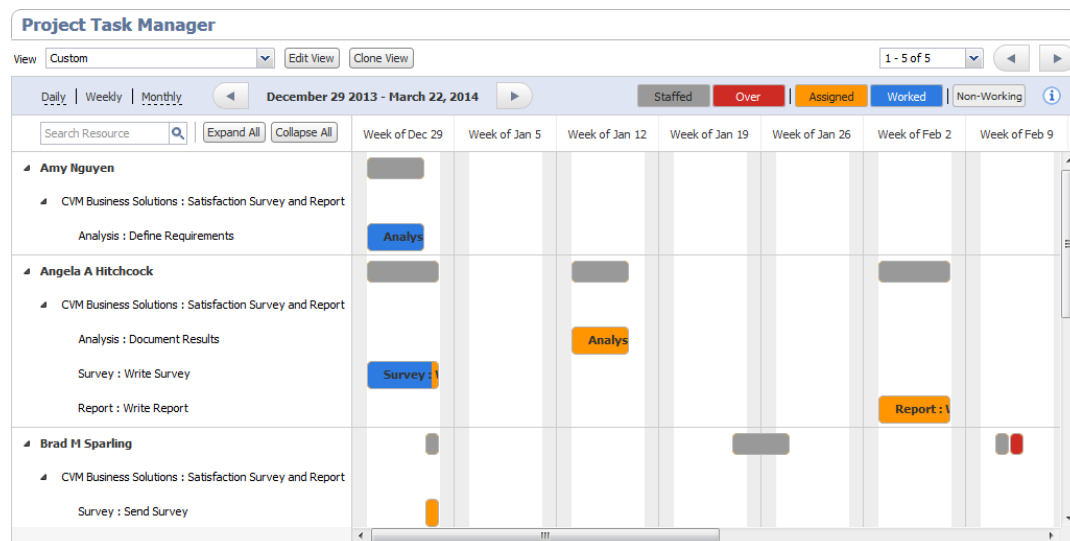 Project Task Manager
View Custom Edit View Clone View 1 - 5 of 5
Daily | Weekly | Monthly December 29 2013 - March 22, 2014 Staffed Over | Assigned Worked | Non-Working
Search Resource Expand All Collapse All Week of Dec 29 Week of Jan 5 Week of Jan 12 Week of Jan 19 Week of Jan 26 Week of Feb 2 Week of Feb 9
Amy Nguyen
CVM Business Solutions : Satisfaction Survey and Report
Analysis : Define Requirements Analys
Angela A Hitchcock
CVM Business Solutions : Satisfaction Survey and Report
Analysis : Document Results Analys
Survey : Write Survey Survey :
Report : Write Report Report :
Brad M Sparling
CVM Business Solutions : Satisfaction Survey and Report
Survey : Send Survey